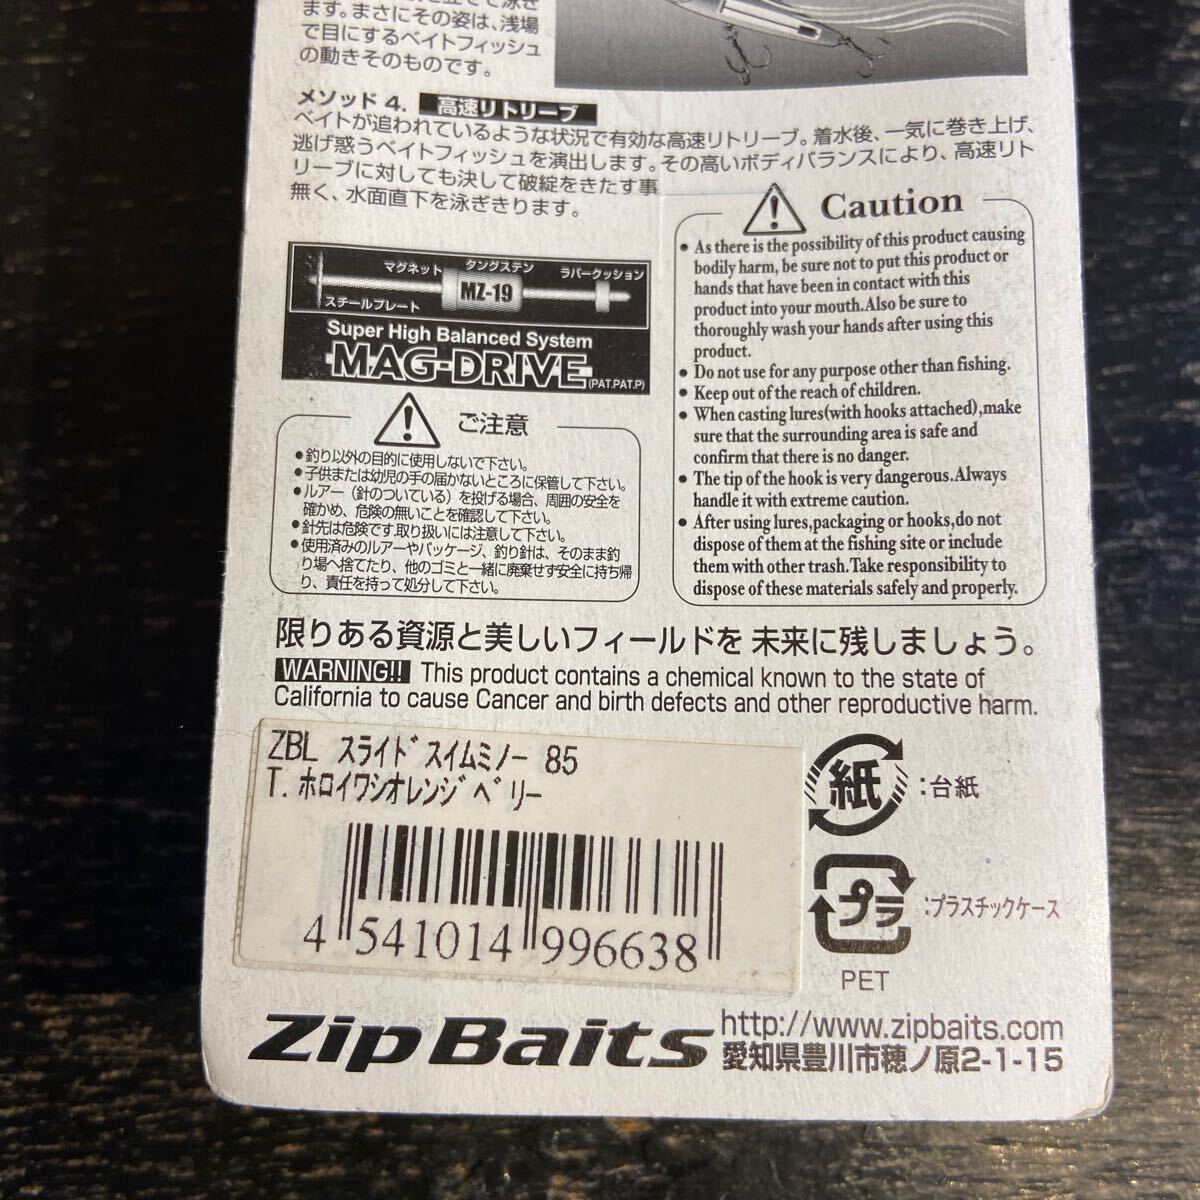 ます。まさにその姿は、浅場
で目にするベイトフィッシュ
の動きそのものです。
メソッド 4. 高速リトリーブ
ベイトが追われているような状況で有効な高速リトリーブ。着水後、一気に巻き上げ、
逃げ惑うベイトフィッシュを演出します。その高いボディバランスにより、高速リト
リーブに対しても決して破綻をきたす事
無く、水面直下を泳ぎきります。
マグネット タングステン ラバークッション
MZ-19
スチールプレート
Super High Balanced System
MAG-DRIVE (PAT.PAT.P)
ご注意
●釣り以外の目的に使用しないで下さい。
●子供または幼児の手の届かないところに保管して下さい。
●ルアー（針のついている）を投げる場合、周囲の安全を
確かめ、危険の無いことを確認して下さい。
●針先は危険です.取り扱いには注意して下さい。
●使用済みのルアーやパッケージ、釣り針は、そのまま釣
り場へ捨てたり、他のゴミと一緒に廃棄せず安全に持ち帰
り、責任を持って処分して下さい。
Caution
● As there is the possibility of this product causing
bodily harm, be sure not to put this product or
hands that have been in contact with this
product into your mouth.Also be sure to
thoroughly wash your hands after using this
product.
● Do not use for any purpose other than fishing.
● Keep out of the reach of children.
● When casting lures(with hooks attached),make
sure that the surrounding area is safe and
confirm that there is no danger.
● The tip of the hook is very dangerous.Always
handle it with extreme caution.
● After using lures,packaging or hooks,do not
dispose of them at the fishing site or include
them with other trash.Take responsibility to
dispose of these materials safely and properly.
限りある資源と美しいフィールドを 未来に残しましょう。
WARNING!! This product contains a chemical known to the state of
California to cause Cancer and birth defects and other reproductive harm.
ZBL スライドスイムミノー 85
T. ホロイワシオレンジベリー
4 541014 996638
紙 :台紙
プラ :プラスチックケース
PET
ZipBaits
http://www.zipbaits.com
愛知県豊川市穂ノ原2-1-15